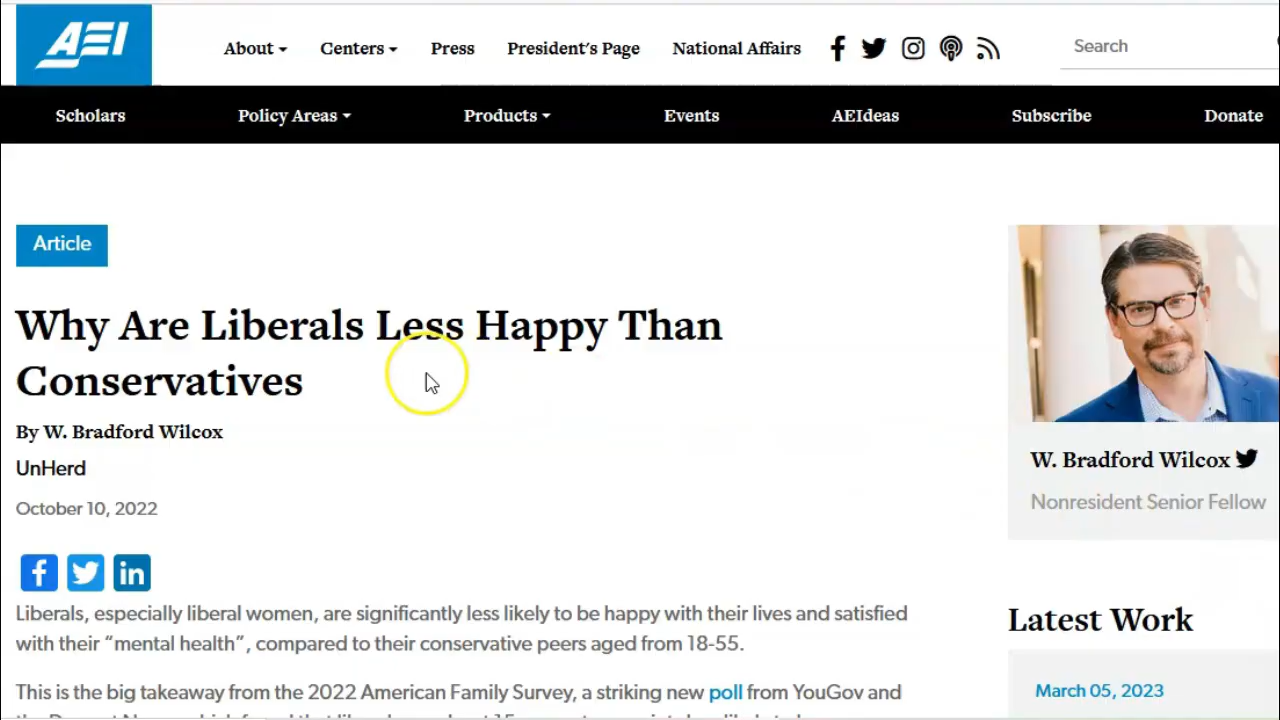 AEI
About Centers Press President's Page National Affairs Search
Scholars Policy Areas Products Events AEIdeas Subscribe Donate
Article
Why Are Liberals Less Happy Than
Conservatives
By W. Bradford Wilcox
UnHerd
October 10, 2022
Liberals, especially liberal women, are significantly less likely to be happy with their lives and satisfied
with their “mental health”, compared to their conservative peers aged from 18-55.
This is the big takeaway from the 2022 American Family Survey, a striking new poll from YouGov and
W. Bradford Wilcox
Nonresident Senior Fellow
Latest Work
March 05, 2023